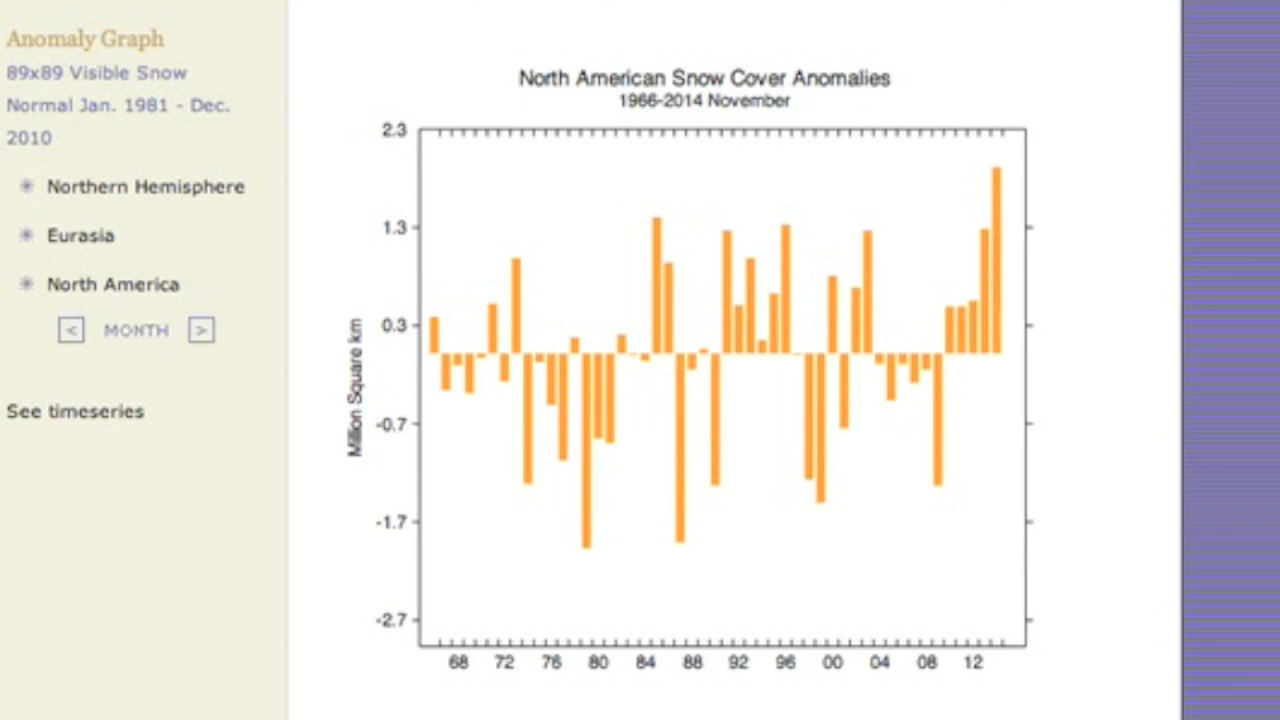 Anomaly Graph
89x89 Visible Snow
Normal Jan. 1981 - Dec.
2010
Northern Hemisphere
Eurasia
North America
< MONTH >
See timeseries
North American Snow Cover Anomalies
1966-2014 November
Million Square km
2.3
1.3
0.3
-0.7
-1.7
-2.7
68 72 76 80 84 88 92 96 00 04 08 12